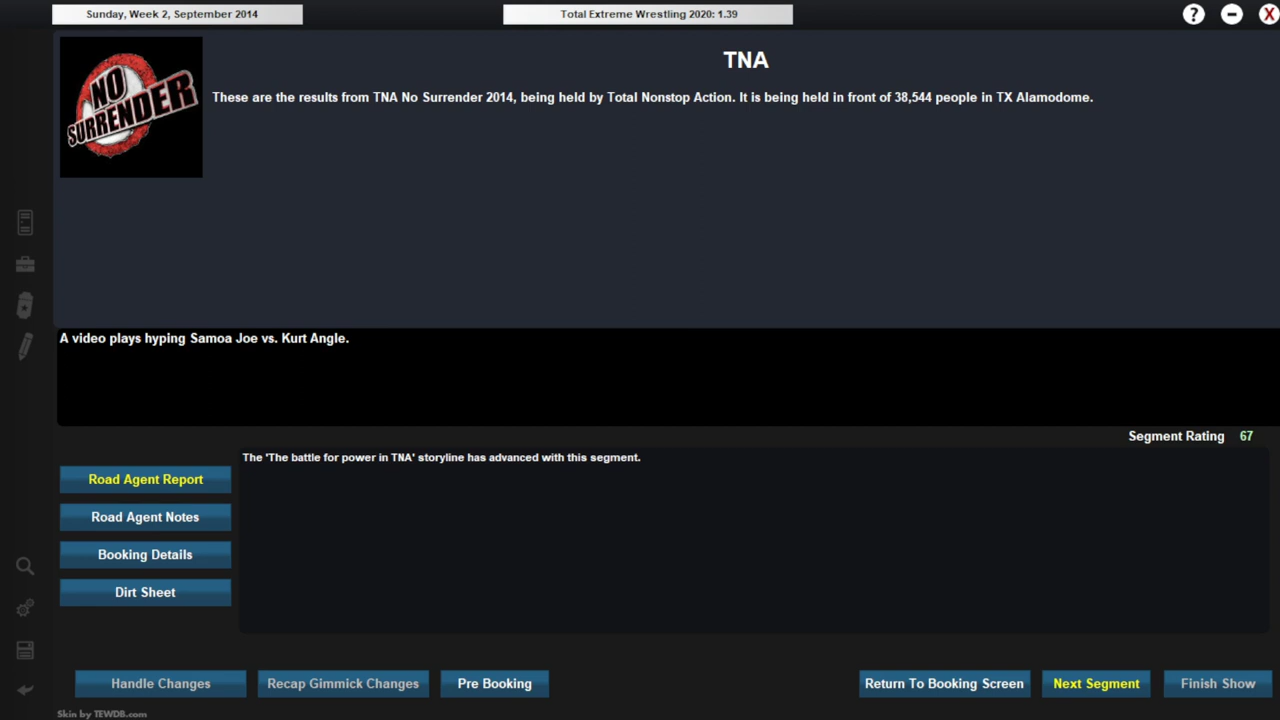 Sunday, Week 2, September 2014
Total Extreme Wrestling 2020: 1.39
?
X
NO
SURRENDER
TNA
These are the results from TNA No Surrender 2014, being held by Total Nonstop Action. It is being held in front of 38,544 people in TX Alamodome.
A video plays hyping Samoa Joe vs. Kurt Angle.
Segment Rating 67
The 'The battle for power in TNA' storyline has advanced with this segment.
Road Agent Report
Road Agent Notes
Booking Details
Dirt Sheet
Handle Changes
Recap Gimmick Changes
Pre Booking
Return To Booking Screen
Next Segment
Finish Show
Skin by TEWDB.com